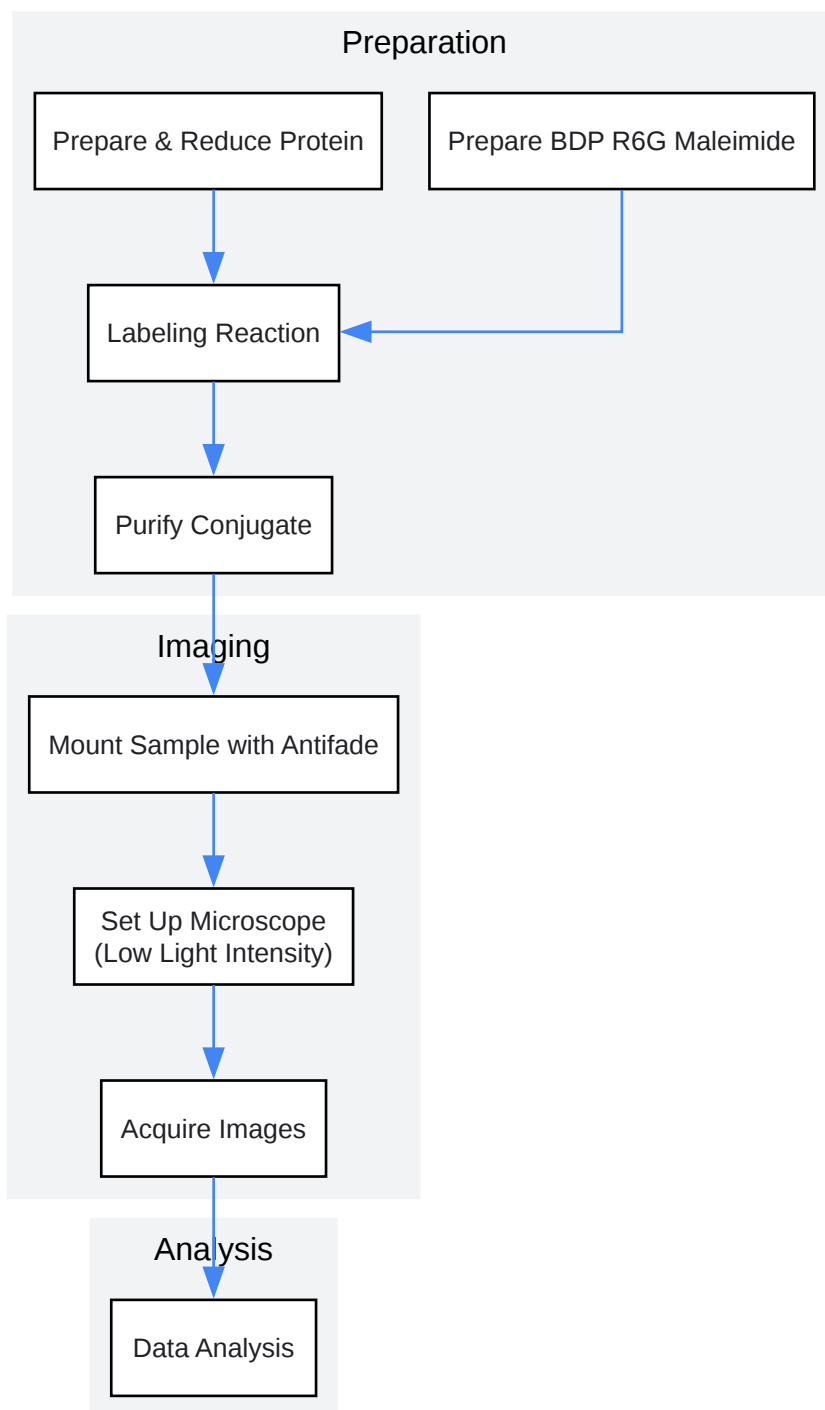 Preparation
Prepare & Reduce Protein
Prepare BDP R6G Maleimide
Labeling Reaction
Purify Conjugate
Imaging
Mount Sample with Antifade
Set Up Microscope
(Low Light Intensity)
Acquire Images
Analysis
Data Analysis